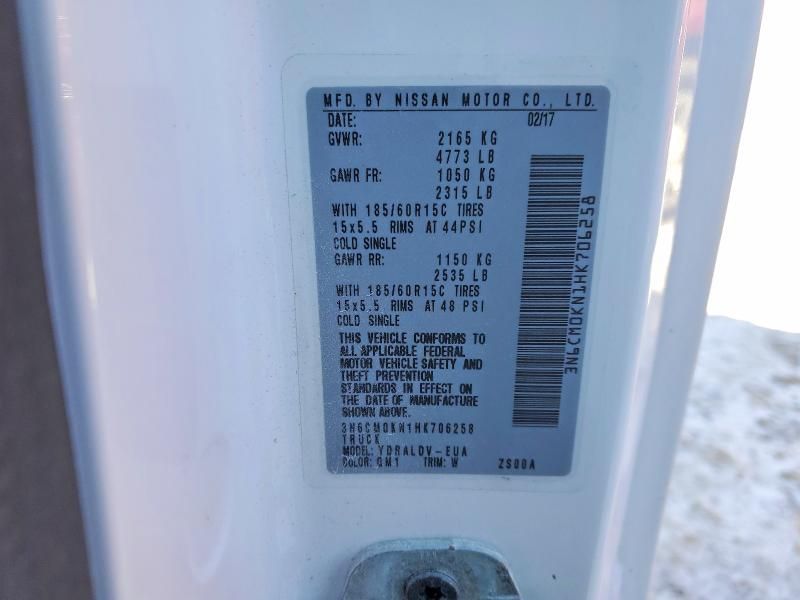 MFD. BY NISSAN MOTOR CO., LTD.
DATE: 02/17
GVWR: 2165 KG
4773 LB
GAWR FR: 1050 KG
2315 LB
WITH 185/60R15C TIRES
15x5.5 RIMS AT 44PSI
COLD SINGLE
GAWR RR: 1150 KG
2535 LB
WITH 185/60R15C TIRES
15x5.5 RIMS AT 48 PSI
COLD SINGLE
THIS VEHICLE CONFORMS TO
ALL APPLICABLE FEDERAL
MOTOR VEHICLE SAFETY AND
THEFT PREVENTION
STANDARDS IN EFFECT ON
THE DATE OF MANUFACTURE
SHOWN ABOVE.
3N6CM0KN1HK706258
TRUCK
MODEL: YDRALDV-EUA
COLOR: QM1 TRIM: W ZS00A
3N6CM0KN1HK706258